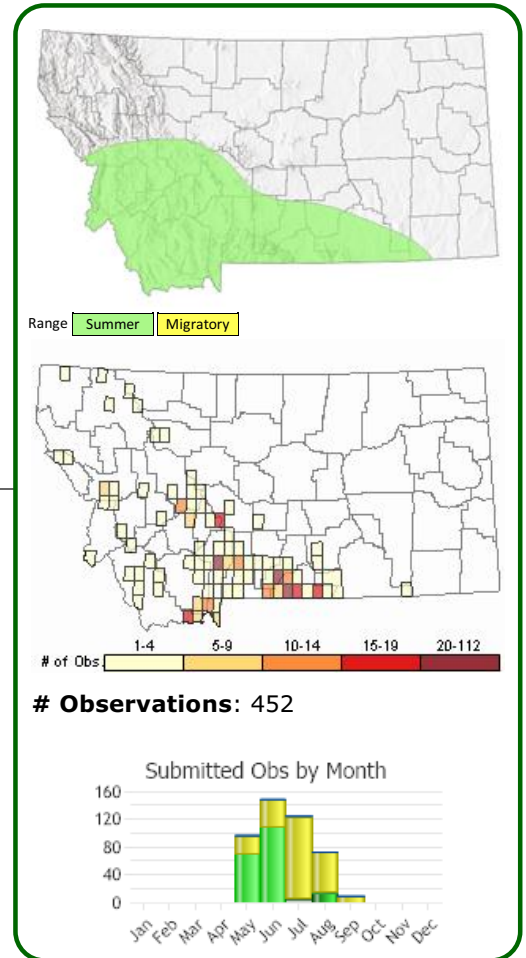 Range Summer Migratory
1-4 5-9 10-14 15-19 20-112
# of Obs.
# Observations: 452
Submitted Obs by Month
160
120
80
40
0
Jan Feb Mar Apr May Jun Jul Aug Sep Oct Nov Dec